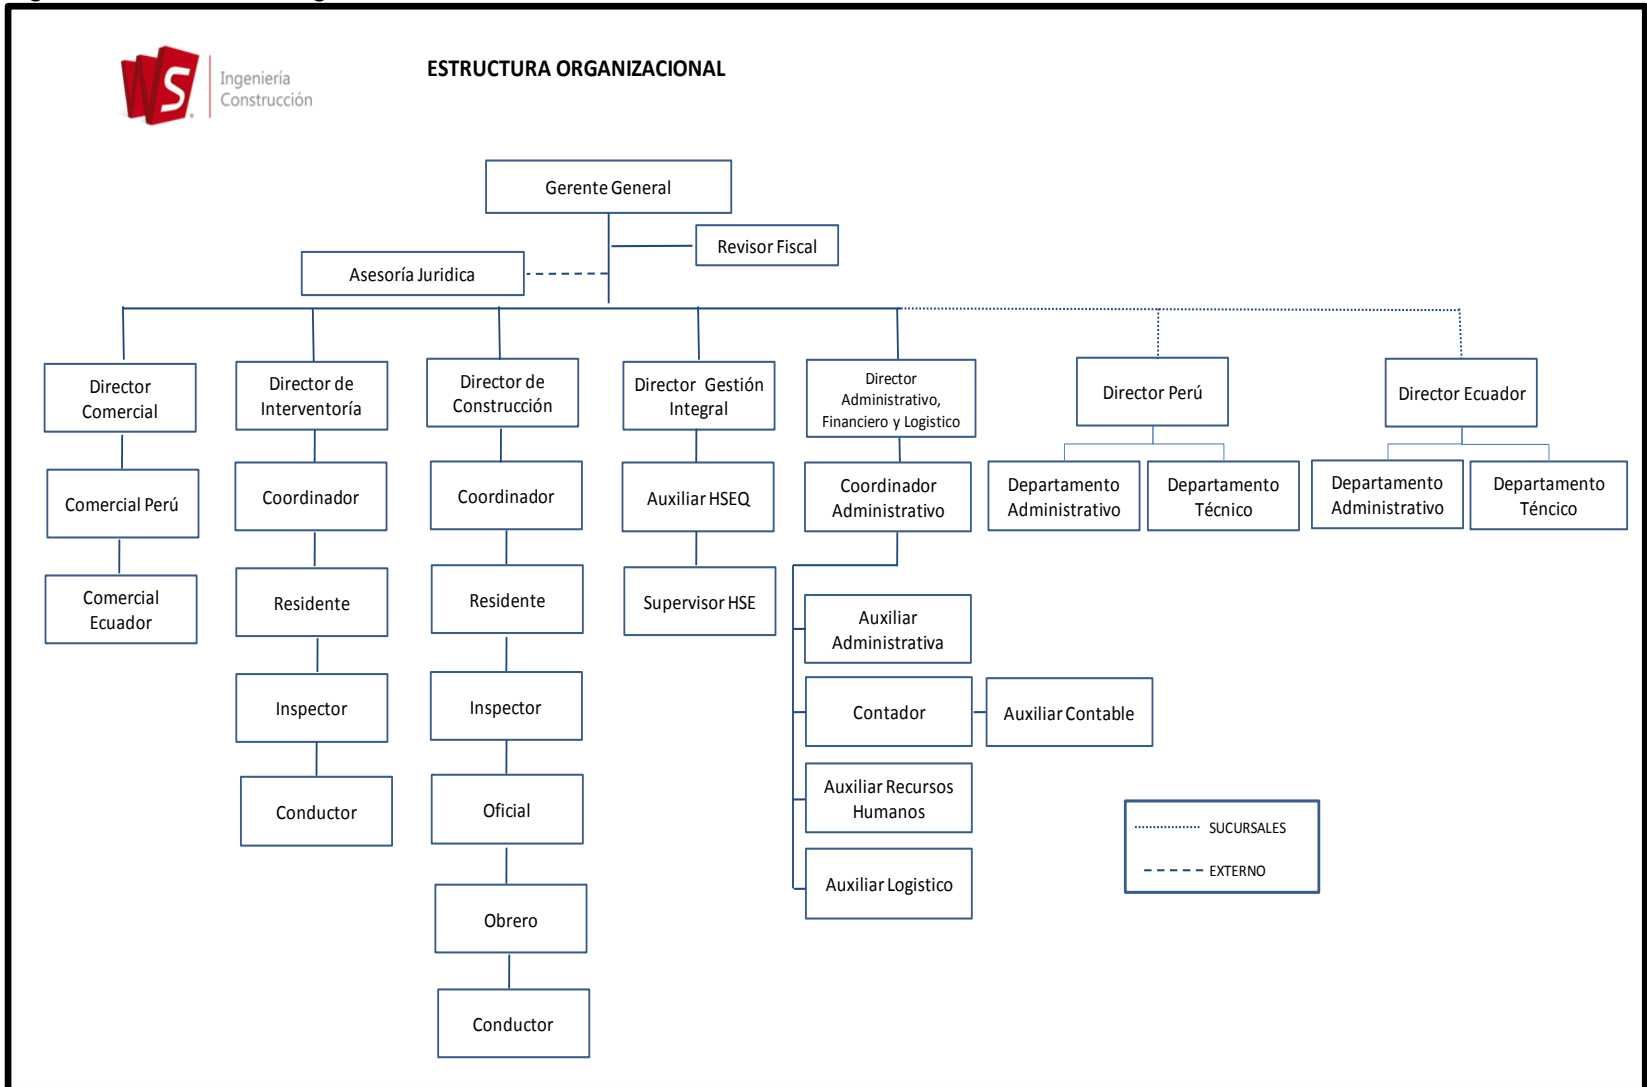 WS
Ingeniería
Construcción
ESTRUCTURA ORGANIZACIONAL
Gerente General
Revisor Fiscal
Asesoría Juridica
Director
Comercial
Director de
Interventoría
Director de
Construcción
Director Gestión
Integral
Director
Administrativo,
Financiero y Logistico
Director Perú
Director Ecuador
Comercial Perú
Coordinador
Coordinador
Auxiliar HSEQ
Coordinador
Administrativo
Departamento
Administrativo
Departamento
Técnico
Departamento
Administrativo
Departamento
Téncico
Comercial
Ecuador
Residente
Residente
Supervisor HSE
Auxiliar
Administrativa
Inspector
Inspector
Contador
Auxiliar Contable
Conductor
Oficial
Auxiliar Recursos
Humanos
Auxiliar Logistico
Obrero
Conductor
SUCURSALES
EXTERNO